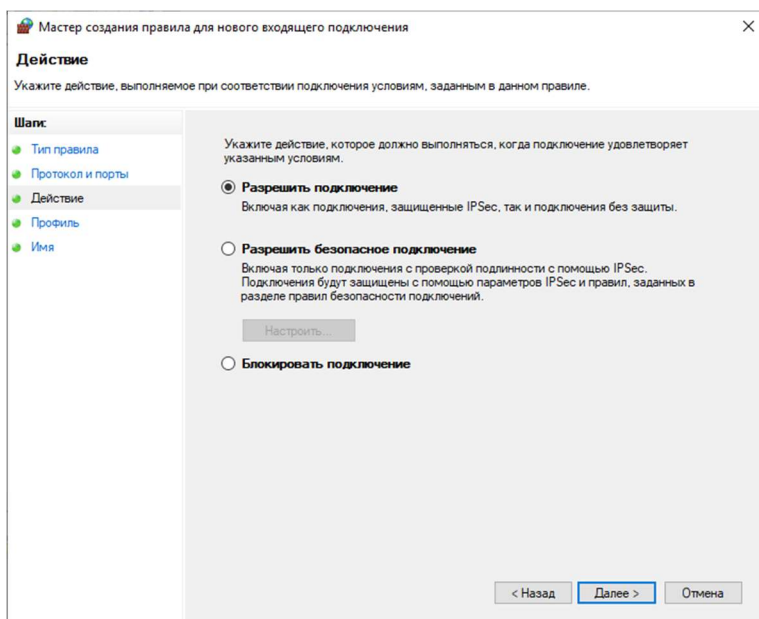 Мастер создания правила для нового входящего подключения
Действие
Укажите действие, выполняемое при соответствии подключения условиям, заданным в данном правиле.
Шаги:
Тип правила
Протокол и порты
Действие
Профиль
Имя
Укажите действие, которое должно выполняться, когда подключение удовлетворяет
указанным условиям.
Разрешить подключение
Включая как подключения, защищенные IPSec, так и подключения без защиты.
Разрешить безопасное подключение
Включая только подключения с проверкой подлинности с помощью IPSec.
Подключения будут защищены с помощью параметров IPSec и правил, заданных в
разделе правил безопасности подключений.
Настроить...
Блокировать подключение
< Назад
Далее >
Отмена